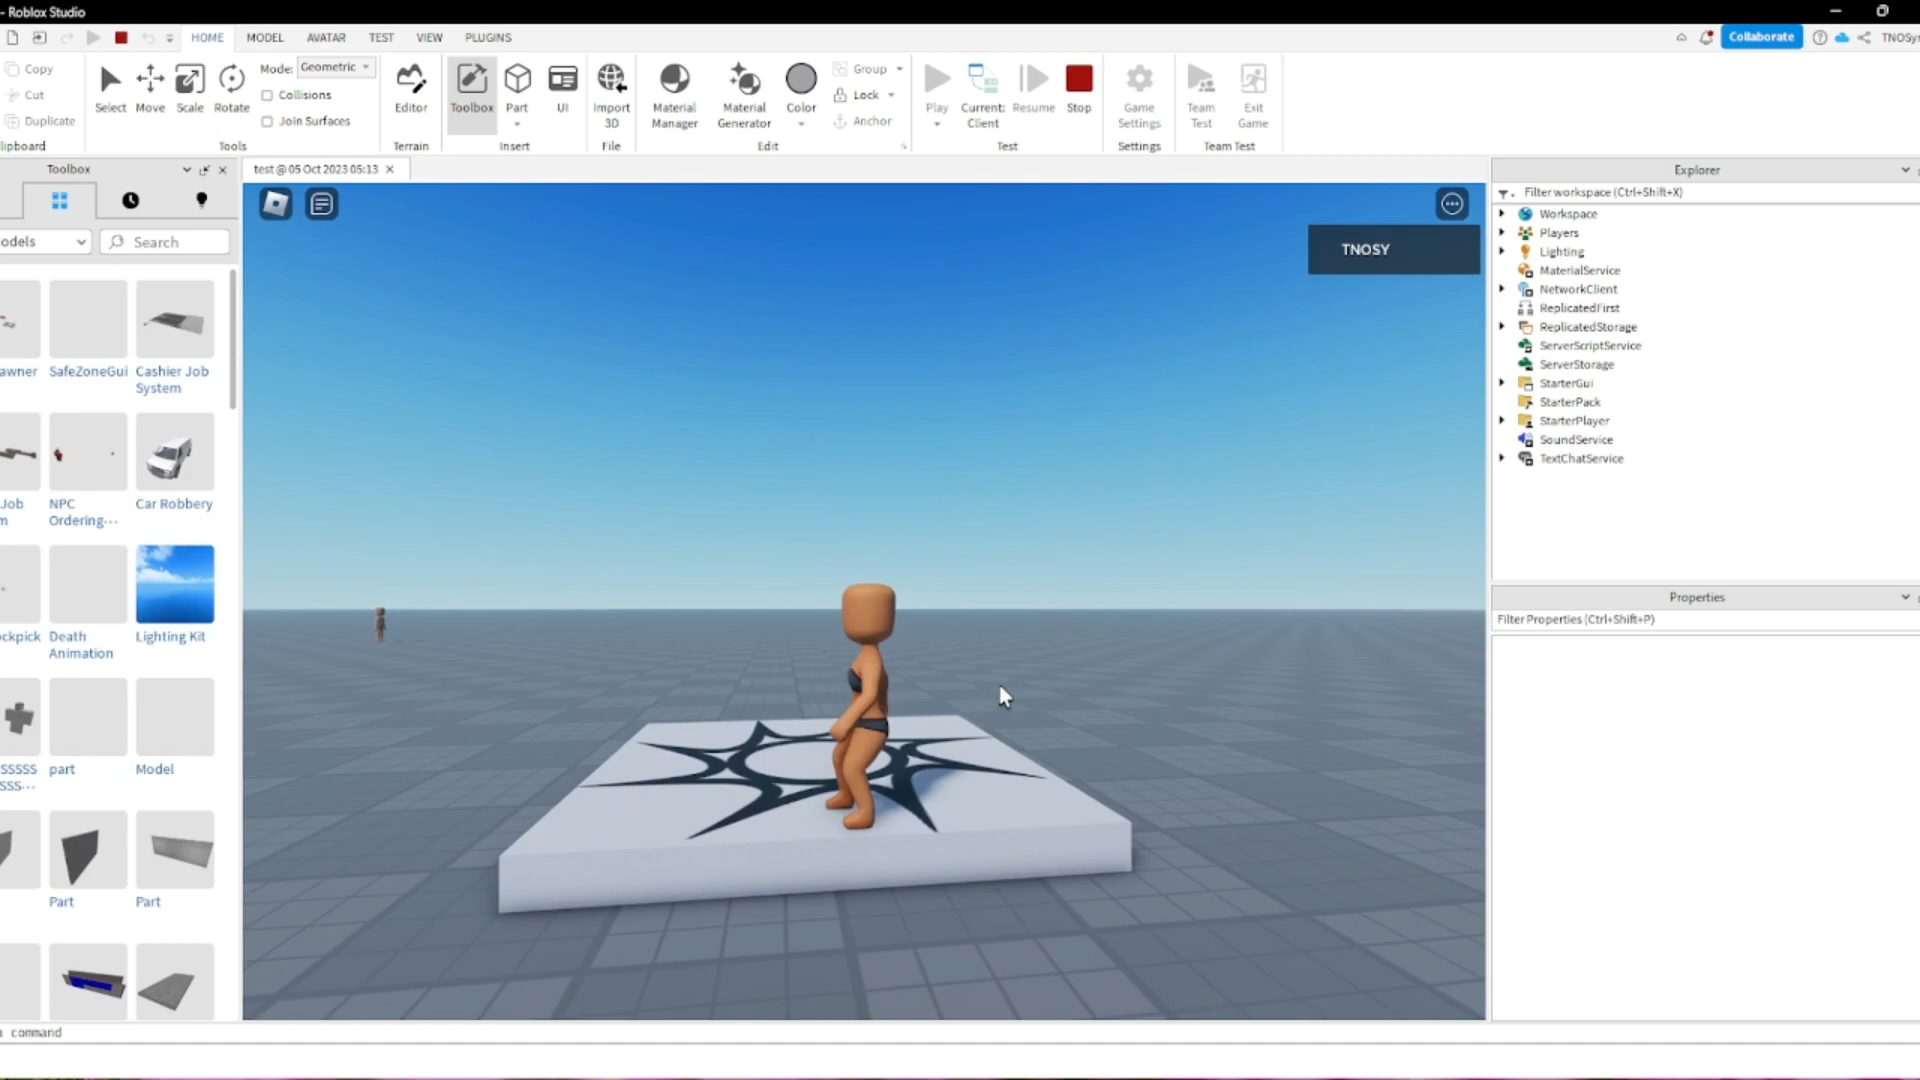 - Roblox Studio
HOME
MODEL
AVATAR
TEST
VIEW
PLUGINS
Collaborate
TNOSy
Copy
Cut
Duplicate
lipboard
Select
Move
Scale
Rotate
Mode: Geometric
Collisions
Join Surfaces
Tools
Editor
Terrain
Toolbox
Part
UI
Insert
Import
3D
File
Material
Manager
Material
Generator
Color
Group
Lock
Anchor
Edit
Play
Current:
Client
Resume
Stop
Test
Game
Settings
Settings
Team
Test
Exit
Game
Team Test
Toolbox
odels
Search
awner
SafeZoneGui
Cashier Job
System
Job
m
NPC
Ordering...
Car Robbery
ockpick
Death
Animation
Lighting Kit
SSSSS
SSS...
part
Model
Part
Part
test @ 05 Oct 2023 05:13
TNOSY
Explorer
Filter workspace (Ctrl+Shift+X)
Workspace
Players
Lighting
MaterialService
NetworkClient
ReplicatedFirst
ReplicatedStorage
ServerScriptService
ServerStorage
StarterGui
StarterPack
StarterPlayer
SoundService
TextChatService
Properties
Filter Properties (Ctrl+Shift+P)
a command